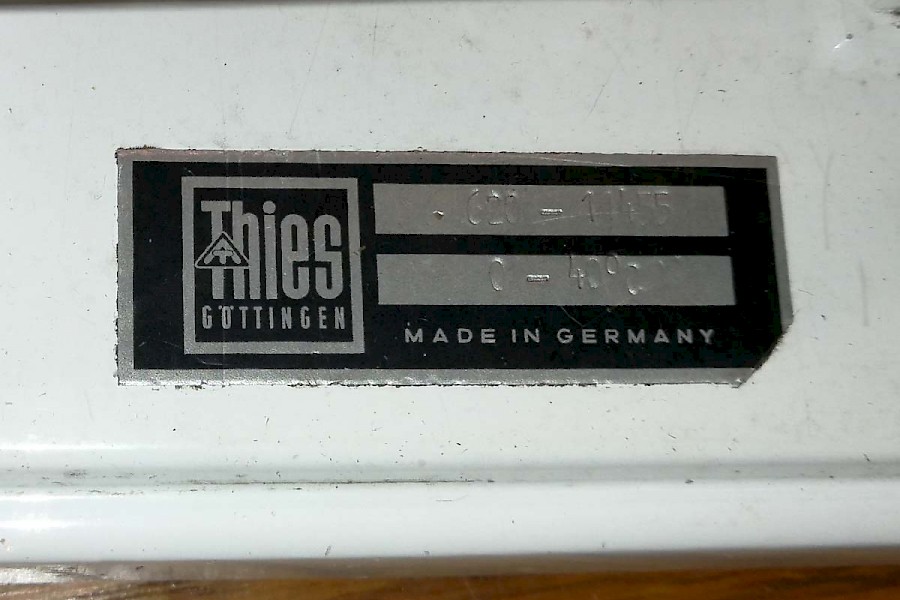 Thies
GÖTTINGEN
0 - 40°C
MADE IN GERMANY